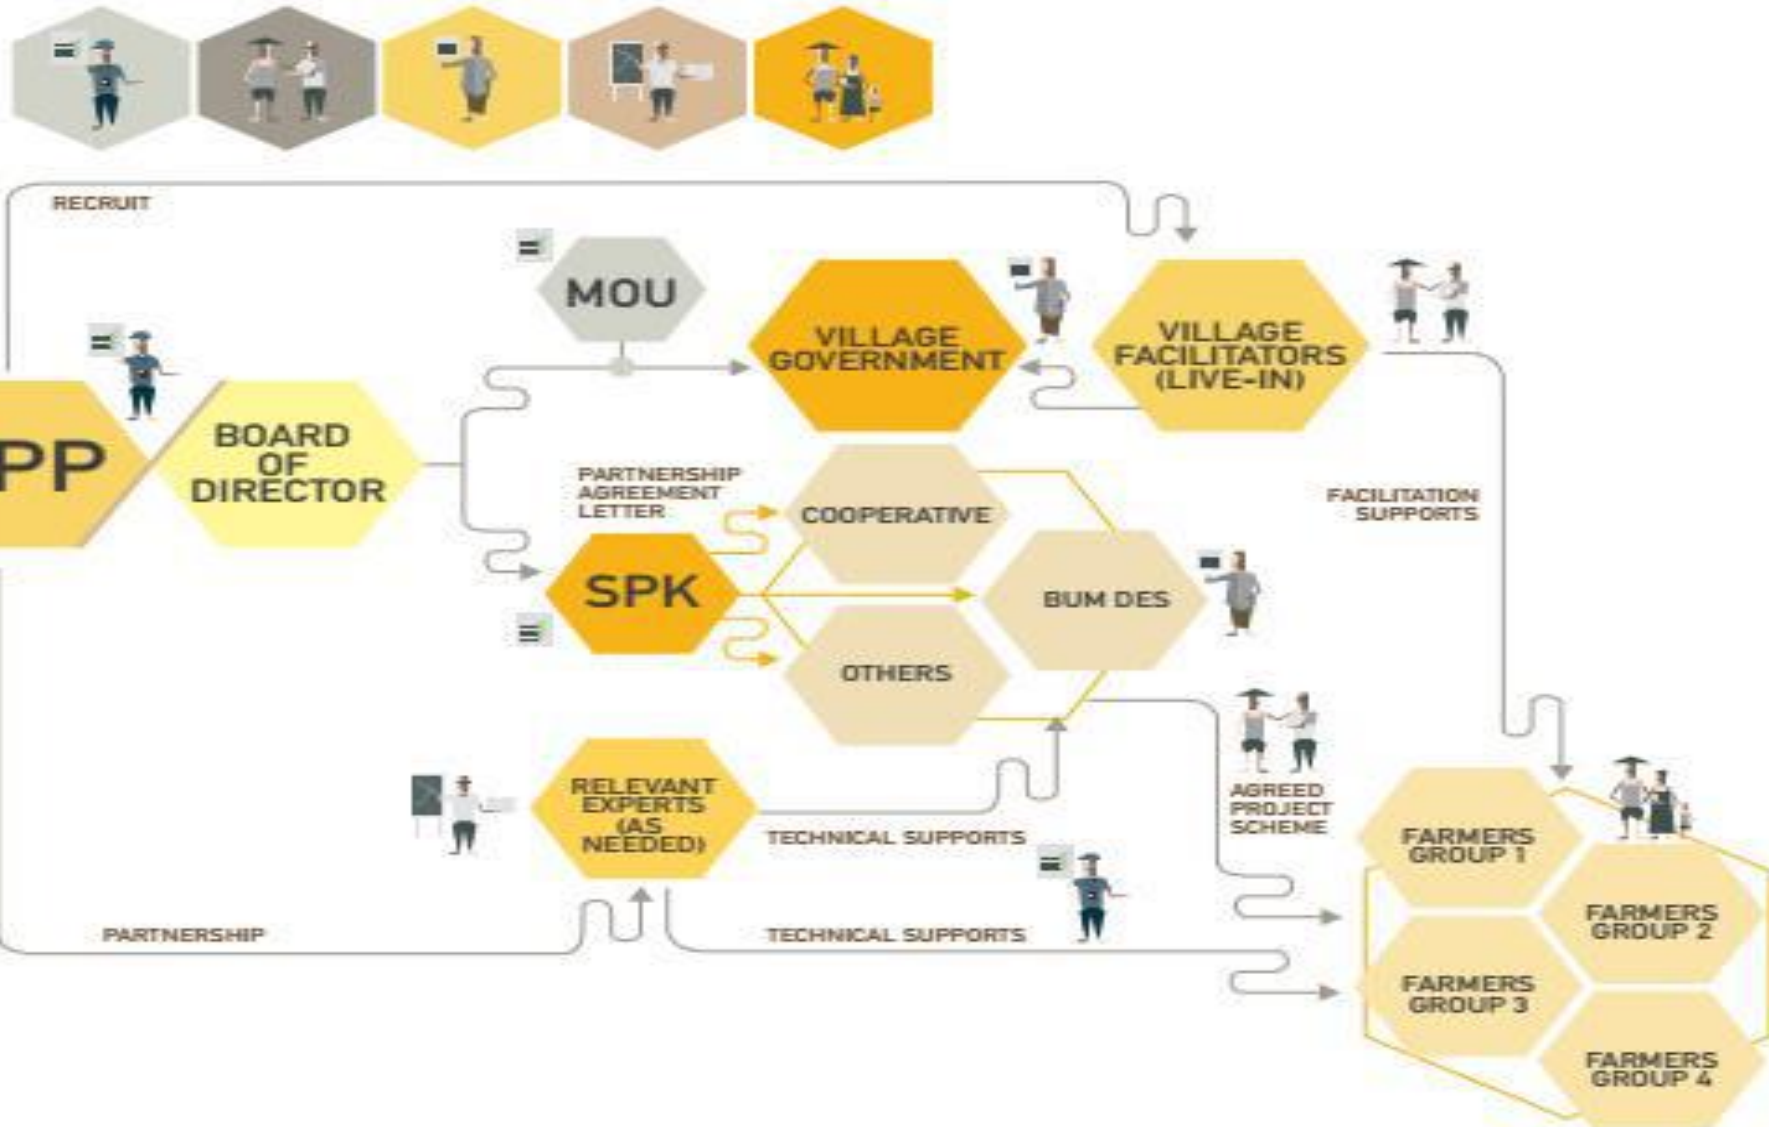 RECRUIT
MOU
VILLAGE
GOVERNMENT
VILLAGE
FACILITATORS
(LIVE-IN)
PP
BOARD
OF
DIRECTOR
PARTNERSHIP
AGREEMENT
LETTER
COOPERATIVE
FACILITATION
SUPPORTS
SPK
BUM DES
OTHERS
RELEVANT
EXPERTS
(AS
NEEDED)
TECHNICAL SUPPORTS
AGREED
PROJECT
SCHEME
FARMERS
GROUP 1
FARMERS
GROUP 2
PARTNERSHIP
TECHNICAL SUPPORTS
FARMERS
GROUP 3
FARMERS
GROUP 4